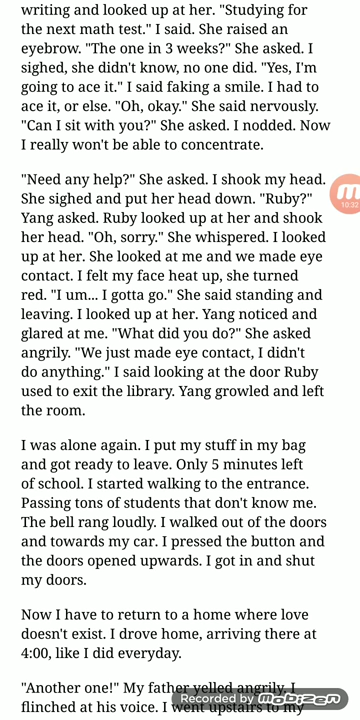 writing and looked up at her. "Studying for
the next math test." I said. She raised an
eyebrow. "The one in 3 weeks?" She asked. I
sighed, she didn't know, no one did. "Yes, I'm
going to ace it." I said faking a smile. I had to
ace it, or else. "Oh, okay." She said nervously.
"Can I sit with you?" She asked. I nodded. Now
I really won't be able to concentrate.
"Need any help?" She asked. I shook my head.
She sighed and put her head down. "Ruby?"
Yang asked. Ruby looked up at her and shook
her head. "Oh, sorry." She whispered. I looked
up at her. She looked at me and we made eye
contact. I felt my face heat up, she turned
red. "I um... I gotta go." She said standing and
leaving. I looked up at her. Yang noticed and
glared at me. "What did you do?" She asked
angrily. "We just made eye contact, I didn't
do anything." I said looking at the door Ruby
used to exit the library. Yang growled and left
the room.
I was alone again. I put my stuff in my bag
and got ready to leave. Only 5 minutes left
of school. I started walking to the entrance.
Passing tons of students that don't know me.
The bell rang loudly. I walked out of the doors
and towards my car. I pressed the button and
the doors opened upwards. I got in and shut
my doors.
Now I have to return to a home where love
doesn't exist. I drove home, arriving there at
4:00, like I did everyday.
"Another one!" My father yelled angrily. I
flinched at his voice. I went upstairs to my
10:32
Recorded by Mobizen